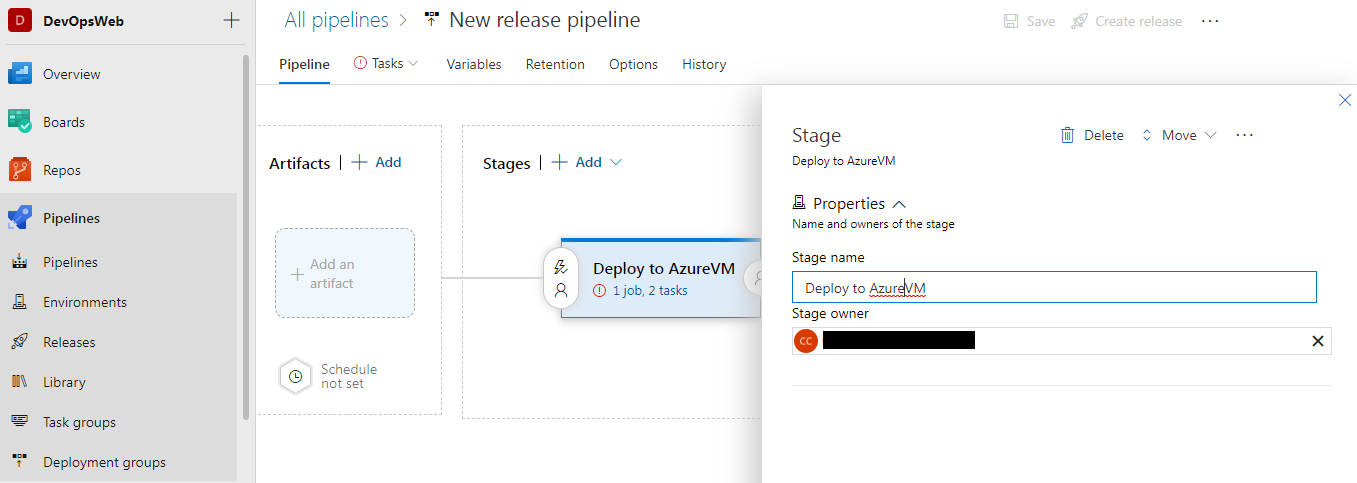 D DevOpsWeb
Overview
Boards
Repos
Pipelines
Pipelines
Environments
Releases
Library
Task groups
Deployment groups
All pipelines > New release pipeline
Save Create release ...
Pipeline Tasks Variables Retention Options History
Artifacts | + Add
Add an
artifact
Schedule
not set
Stages | + Add
Deploy to AzureVM
1 job, 2 tasks
Stage
Delete Move ...
Deploy to AzureVM
Properties
Name and owners of the stage
Stage name
Deploy to AzureVM
Stage owner
CC